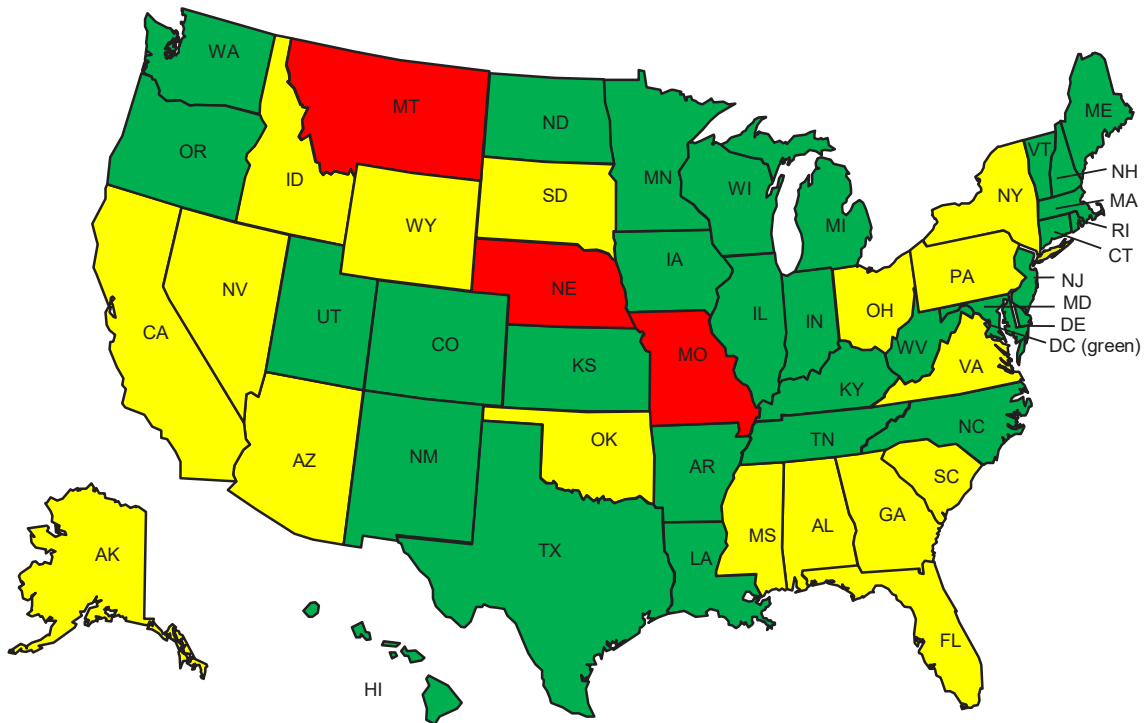 WA
ME
MT
ND
VT
OR
MN
NH
ID
SD
WI
NY
MA
WY
MI
RI
CT
IA
PA
NE
NJ
NV
OH
IL
IN
MD
UT
DE
CA
CO
WV
DC (green)
MO
KS
VA
KY
NC
OK
TN
AZ
NM
AR
SC
GA
MS
AL
AK
TX
LA
FL
HI